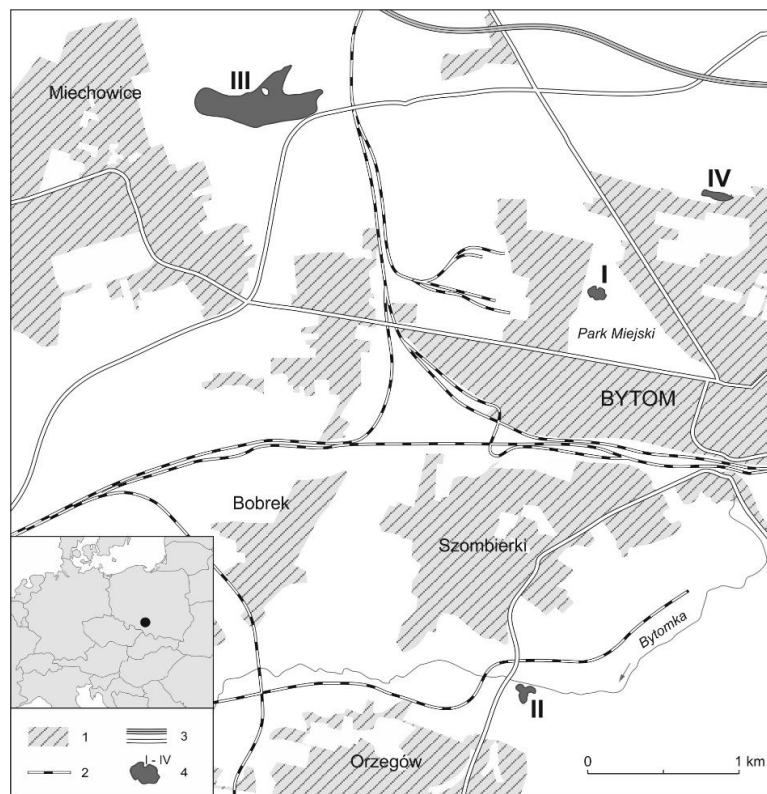 Miechowice
III
IV
I
Park Miejski
BYTOM
Bobrek
Szombierki
Bytomka
II
Orzegów
1
3
2
I - IV
4
0
1 km